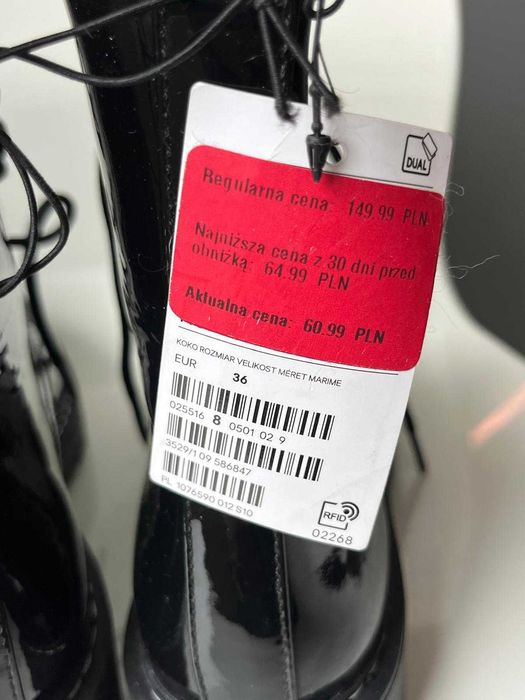 DUAL
Regularna cena: 149.99 PLN
Najniższa cena z 30 dni przed
obniżką: 64.99 PLN
Aktualna cena: 60.99 PLN
KOKO ROZMIAR VELIKOST MÉRET MARIME
EUR 36
025516 8 0501 02 9
3529/1 09 586847
PL 1076590 012 S10
RFID
02268